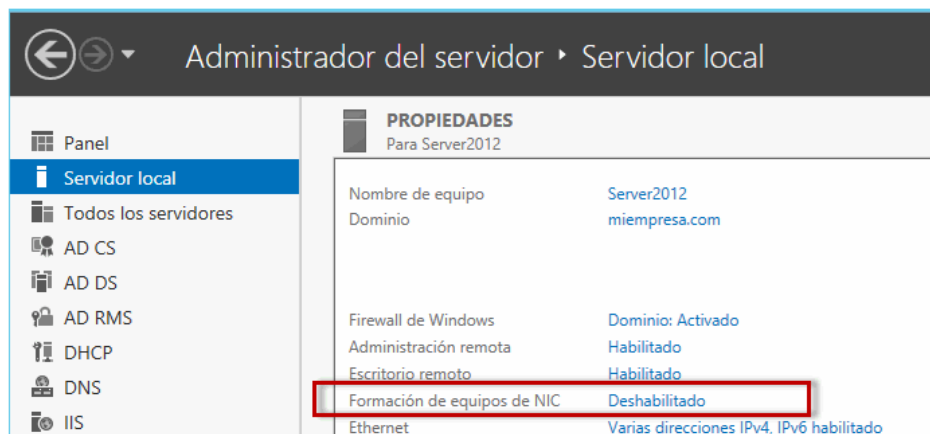 Administrador del servidor ‣ Servidor local
Panel
Servidor local
Todos los servidores
AD CS
AD DS
AD RMS
DHCP
DNS
IIS
PROPIEDADES
Para Server2012
Nombre de equipo Server2012
Dominio miempresa.com
Firewall de Windows Dominio: Activado
Administración remota Habilitado
Escritorio remoto Habilitado
Formación de equipos de NIC Deshabilitado
Ethernet Varias direcciones IPv4, IPv6 habilitado